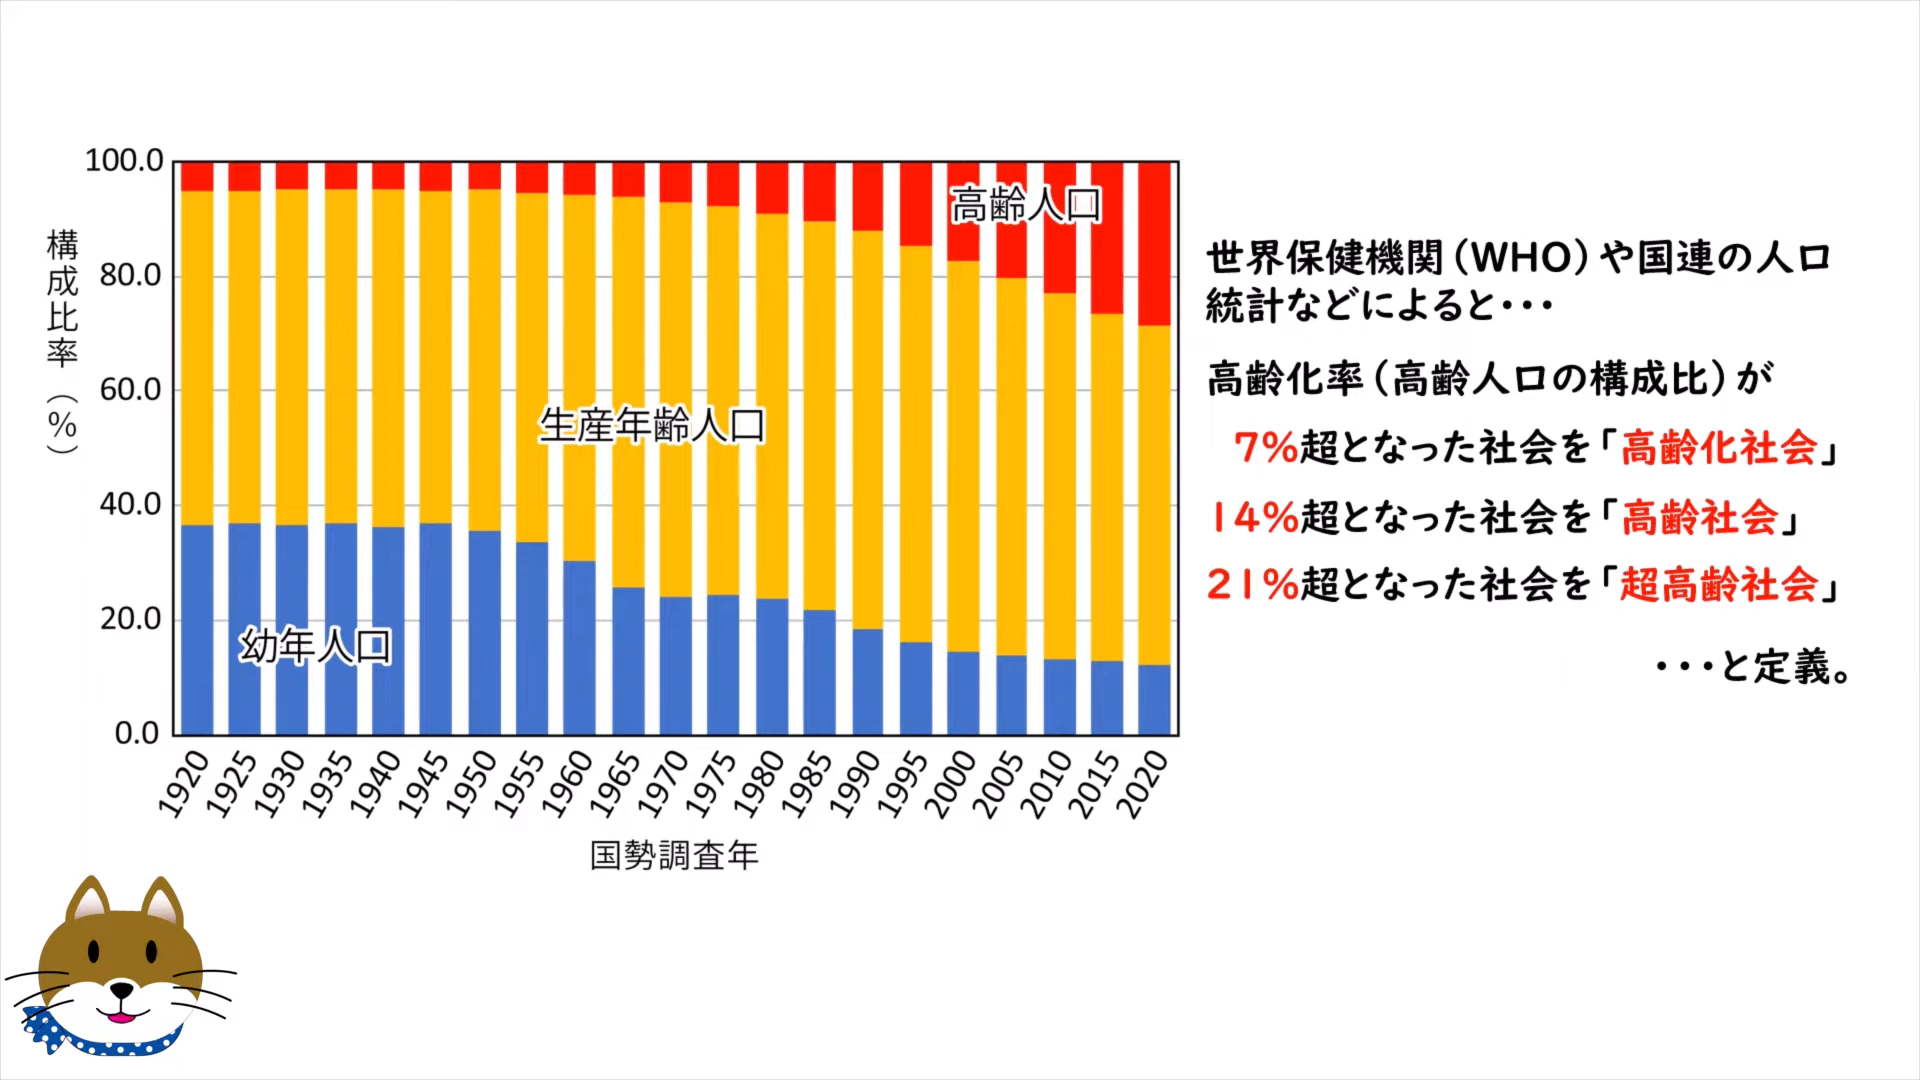 100.0
80.0
60.0
40.0
20.0
0.0
構成比率（%）
高齢人口
生産年齢人口
幼年人口
1920
1925
1930
1935
1940
1945
1950
1955
1960
1965
1970
1975
1980
1985
1990
1995
2000
2005
2010
2015
2020
国勢調査年
世界保健機関（WHO）や国連の人口
統計などによると・・・
高齢化率（高齢人口の構成比）が
7%超となった社会を「高齢化社会」
14%超となった社会を「高齢社会」
21%超となった社会を「超高齢社会」
・・・と定義。